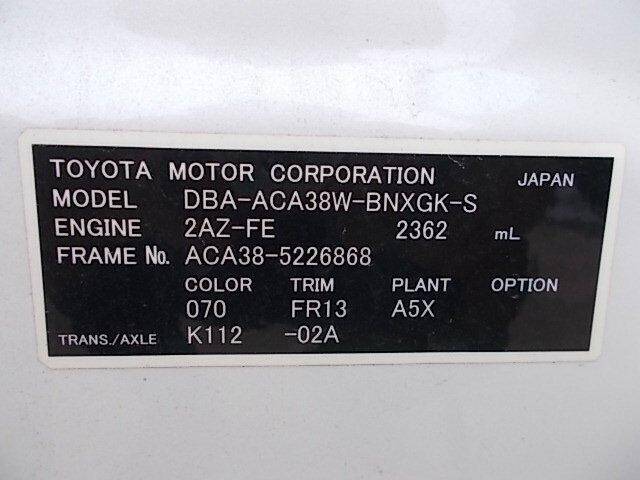 TOYOTA MOTOR CORPORATION JAPAN
MODEL DBA-ACA38W-BNXGK-S
ENGINE 2AZ-FE 2362 mL
FRAME No. ACA38-5226868
COLOR TRIM PLANT OPTION
070 FR13 A5X
TRANS./AXLE K112 -02A